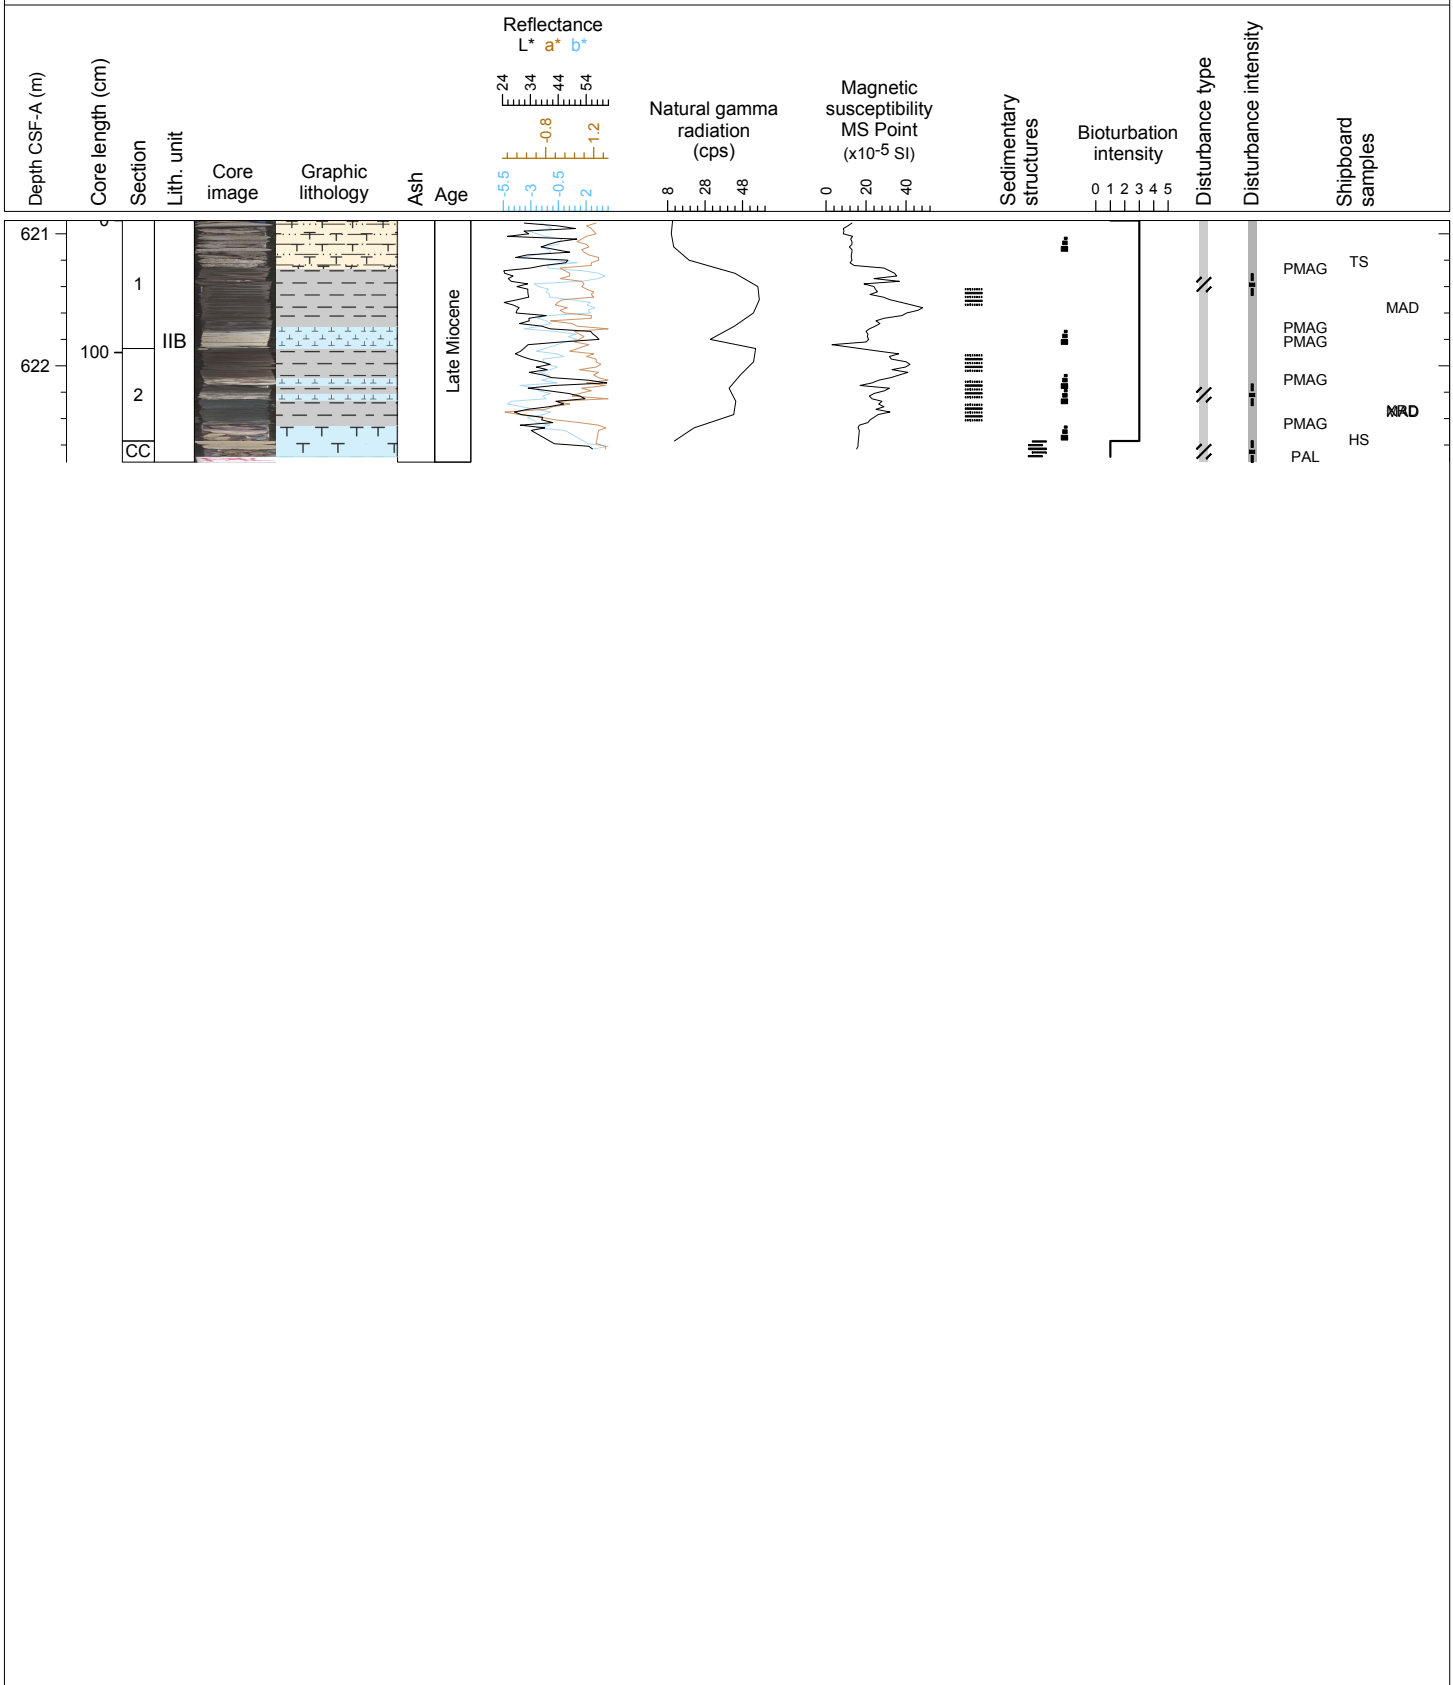 Depth CSF-A (m)
Core length (cm)
Section
Lith. unit
Core
image
Graphic
lithology
Ash
Age
Reflectance
L* a* b*
24 34 44 54
-0.8 1.2
-5.5 -3 -0.5 2
Natural gamma
radiation
(cps)
8 28 48
Magnetic
susceptibility
MS Point
(x10-5 SI)
0 20 40
Sedimentary
structures
Bioturbation
intensity
0 1 2 3 4 5
Disturbance type
Disturbance intensity
Shipboard
samples
621
622
0
100
1
2
CC
IIB
Late Miocene
TS
PMAG
MAD
PMAG
PMAG
PMAG
PMAG
HS
PAL